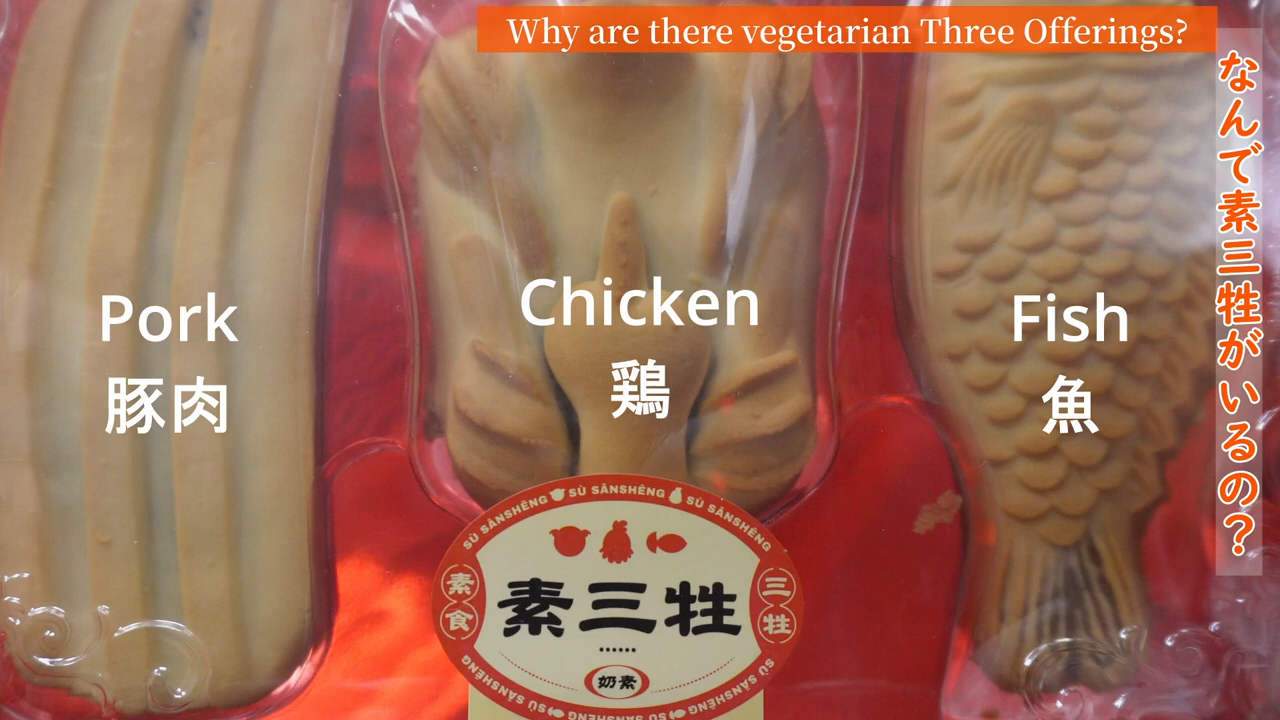 Why are there vegetarian Three Offerings?
なんで素三牲がいるの?
Pork
豚肉
Chicken
鶏
Fish
魚
SÙ SĀNSHĒNG SÙ SĀNSHĒNG SÙ SĀNSHĒNG
素食
素三牲
三牲
奶素
SÙ SĀNSHĒNG SÙ SĀNSHĒNG SÙ SĀNSHĒNG